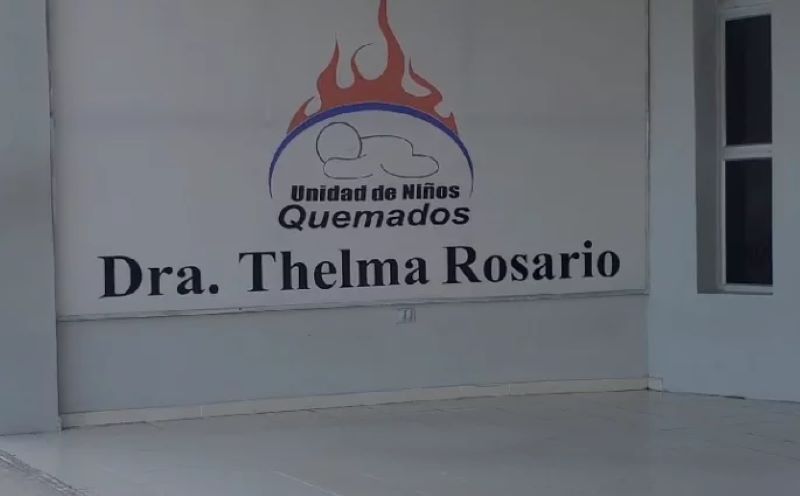 Unidad de Niños
Quemados
Dra. Thelma Rosario